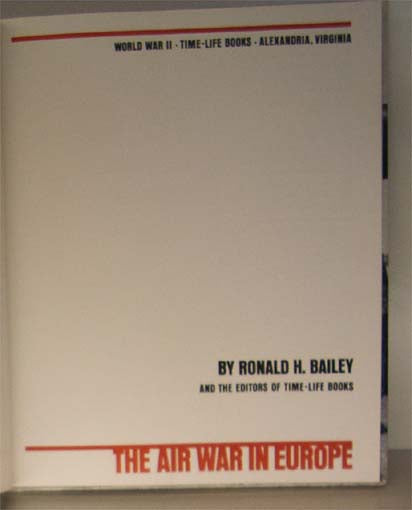 WORLD WAR II · TIME-LIFE BOOKS · ALEXANDRIA, VIRGINIA
BY RONALD H. BAILEY
AND THE EDITORS OF TIME-LIFE BOOKS
THE AIR WAR IN EUROPE